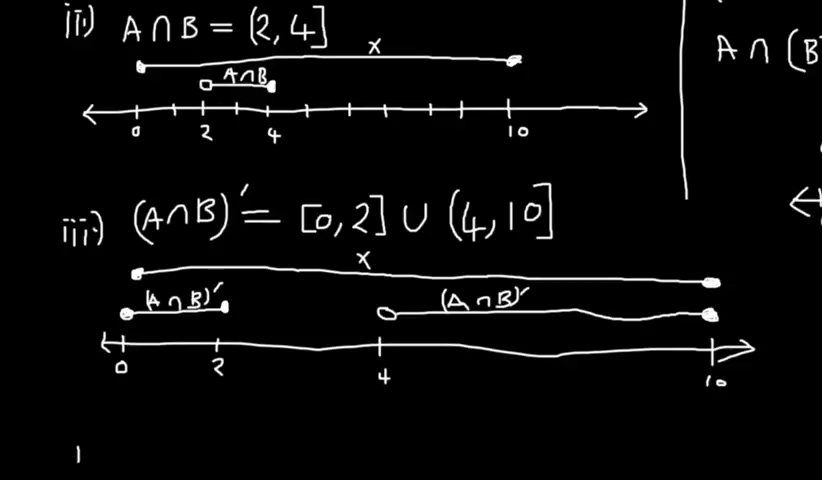 ii) A ∩ B = (2, 4]
x
A∩B
0 2 4 10
iii.) (A∩B)′ = [0, 2] ∪ (4, 10]
x
(A ∩ B)′ (A ∩ B)′
0 2 4 10
A ∩ (B